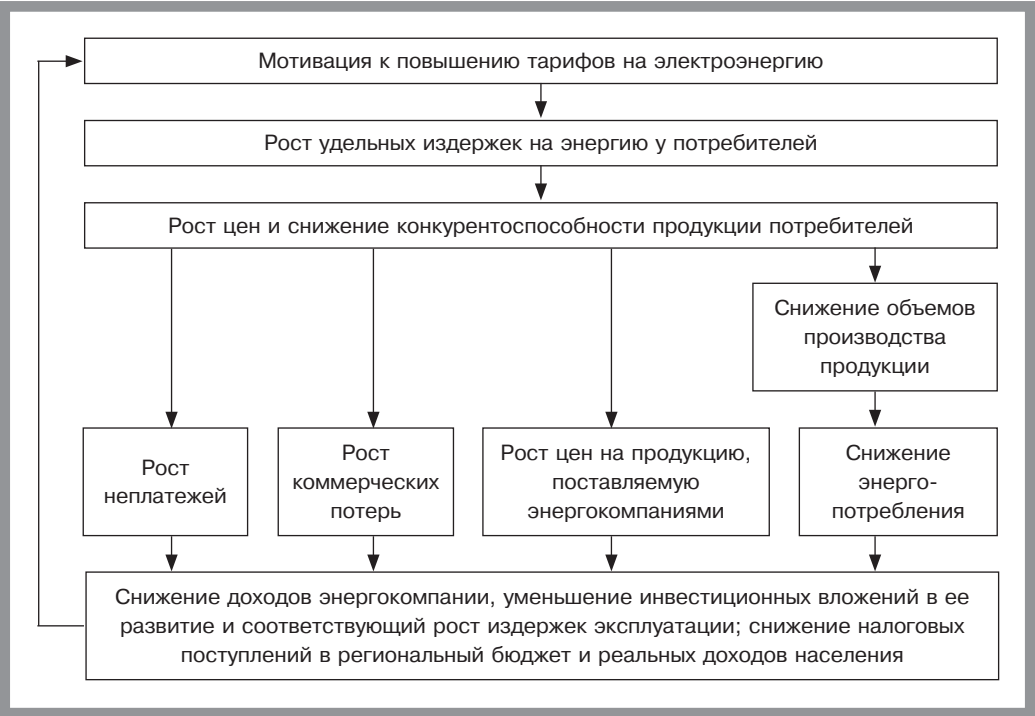 Мотивация к повышению тарифов на электроэнергию
Рост удельных издержек на энергию у потребителей
Рост цен и снижение конкурентоспособности продукции потребителей
Снижение объемов
производства
продукции
Рост
неплатежей
Рост
коммерческих
потерь
Рост цен на продукцию,
поставляемую
энергокомпаниями
Снижение
энерго-
потребления
Снижение доходов энергокомпании, уменьшение инвестиционных вложений в ее
развитие и соответствующий рост издержек эксплуатации; снижение налоговых
поступлений в региональный бюджет и реальных доходов населения